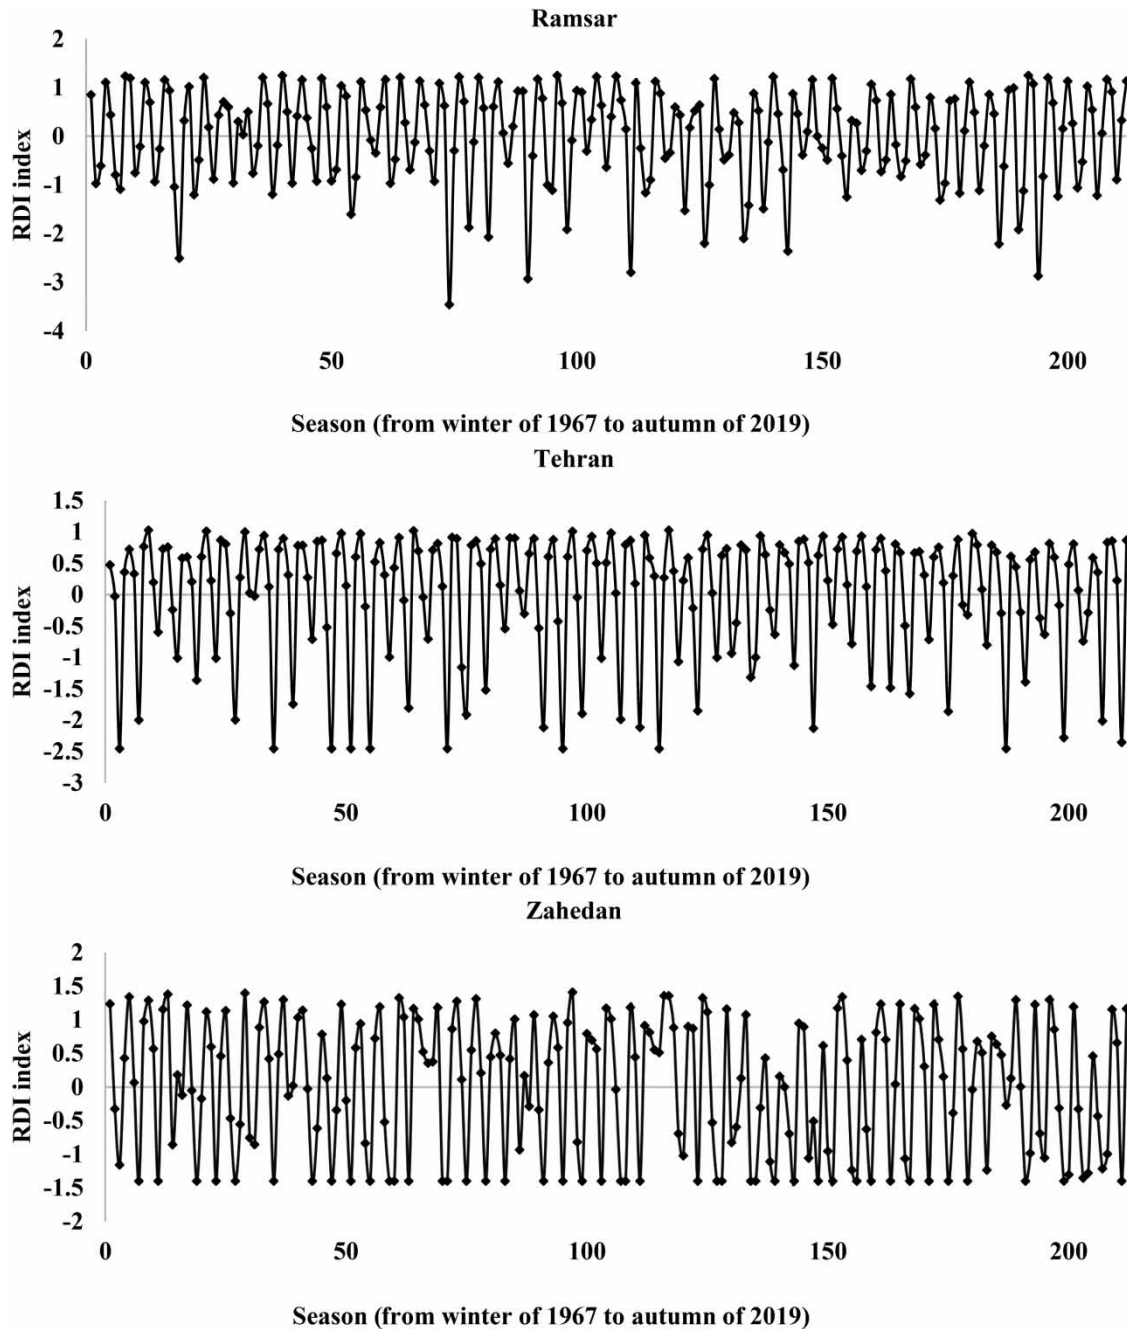 Ramsar
2
1
0
-1
-2
-3
-4
RDI index
0 50 100 150 200
Season (from winter of 1967 to autumn of 2019)
Tehran
1.5
1
0.5
0
-0.5
-1
-1.5
-2
-2.5
-3
RDI index
0 50 100 150 200
Season (from winter of 1967 to autumn of 2019)
Zahedan
2
1.5
1
0.5
0
-0.5
-1
-1.5
-2
RDI index
0 50 100 150 200
Season (from winter of 1967 to autumn of 2019)